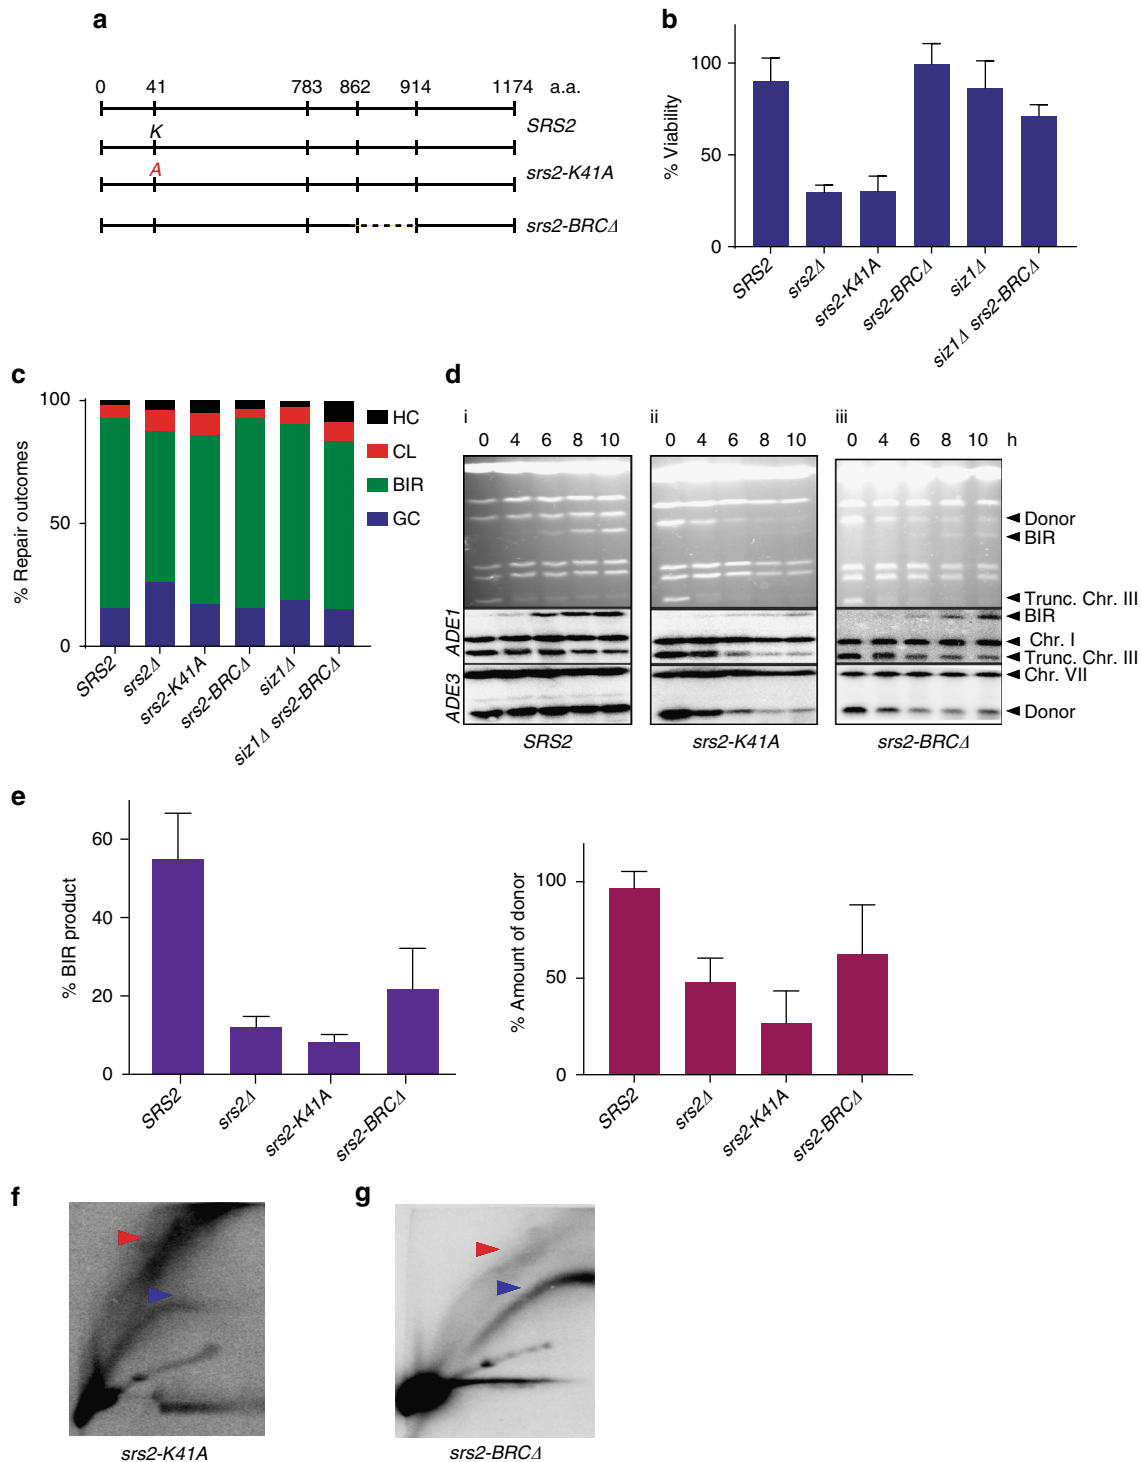 a
0 41 783 862 914 1174 a.a.
SRS2
K
srs2-K41A
A
srs2-BRCΔ
b
% Viability
100
50
0
SRS2
srs2Δ
srs2-K41A
srs2-BRCΔ
siz1Δ
siz1Δ srs2-BRCΔ
c
% Repair outcomes
100
50
0
SRS2
srs2Δ
srs2-K41A
srs2-BRCΔ
siz1Δ
siz1Δ srs2-BRCΔ
HC
CL
BIR
GC
d
i
0 4 6 8 10
ii
0 4 6 8 10
iii
0 4 6 8 10 h
Donor
BIR
Trunc. Chr. III
BIR
Chr. I
Trunc. Chr. III
Chr. VII
Donor
ADE1
ADE3
SRS2
srs2-K41A
srs2-BRCΔ
e
% BIR product
60
40
20
0
SRS2
srs2Δ
srs2-K41A
srs2-BRCΔ
% Amount of donor
100
50
0
SRS2
srs2Δ
srs2-K41A
srs2-BRCΔ
f
srs2-K41A
g
srs2-BRCΔ